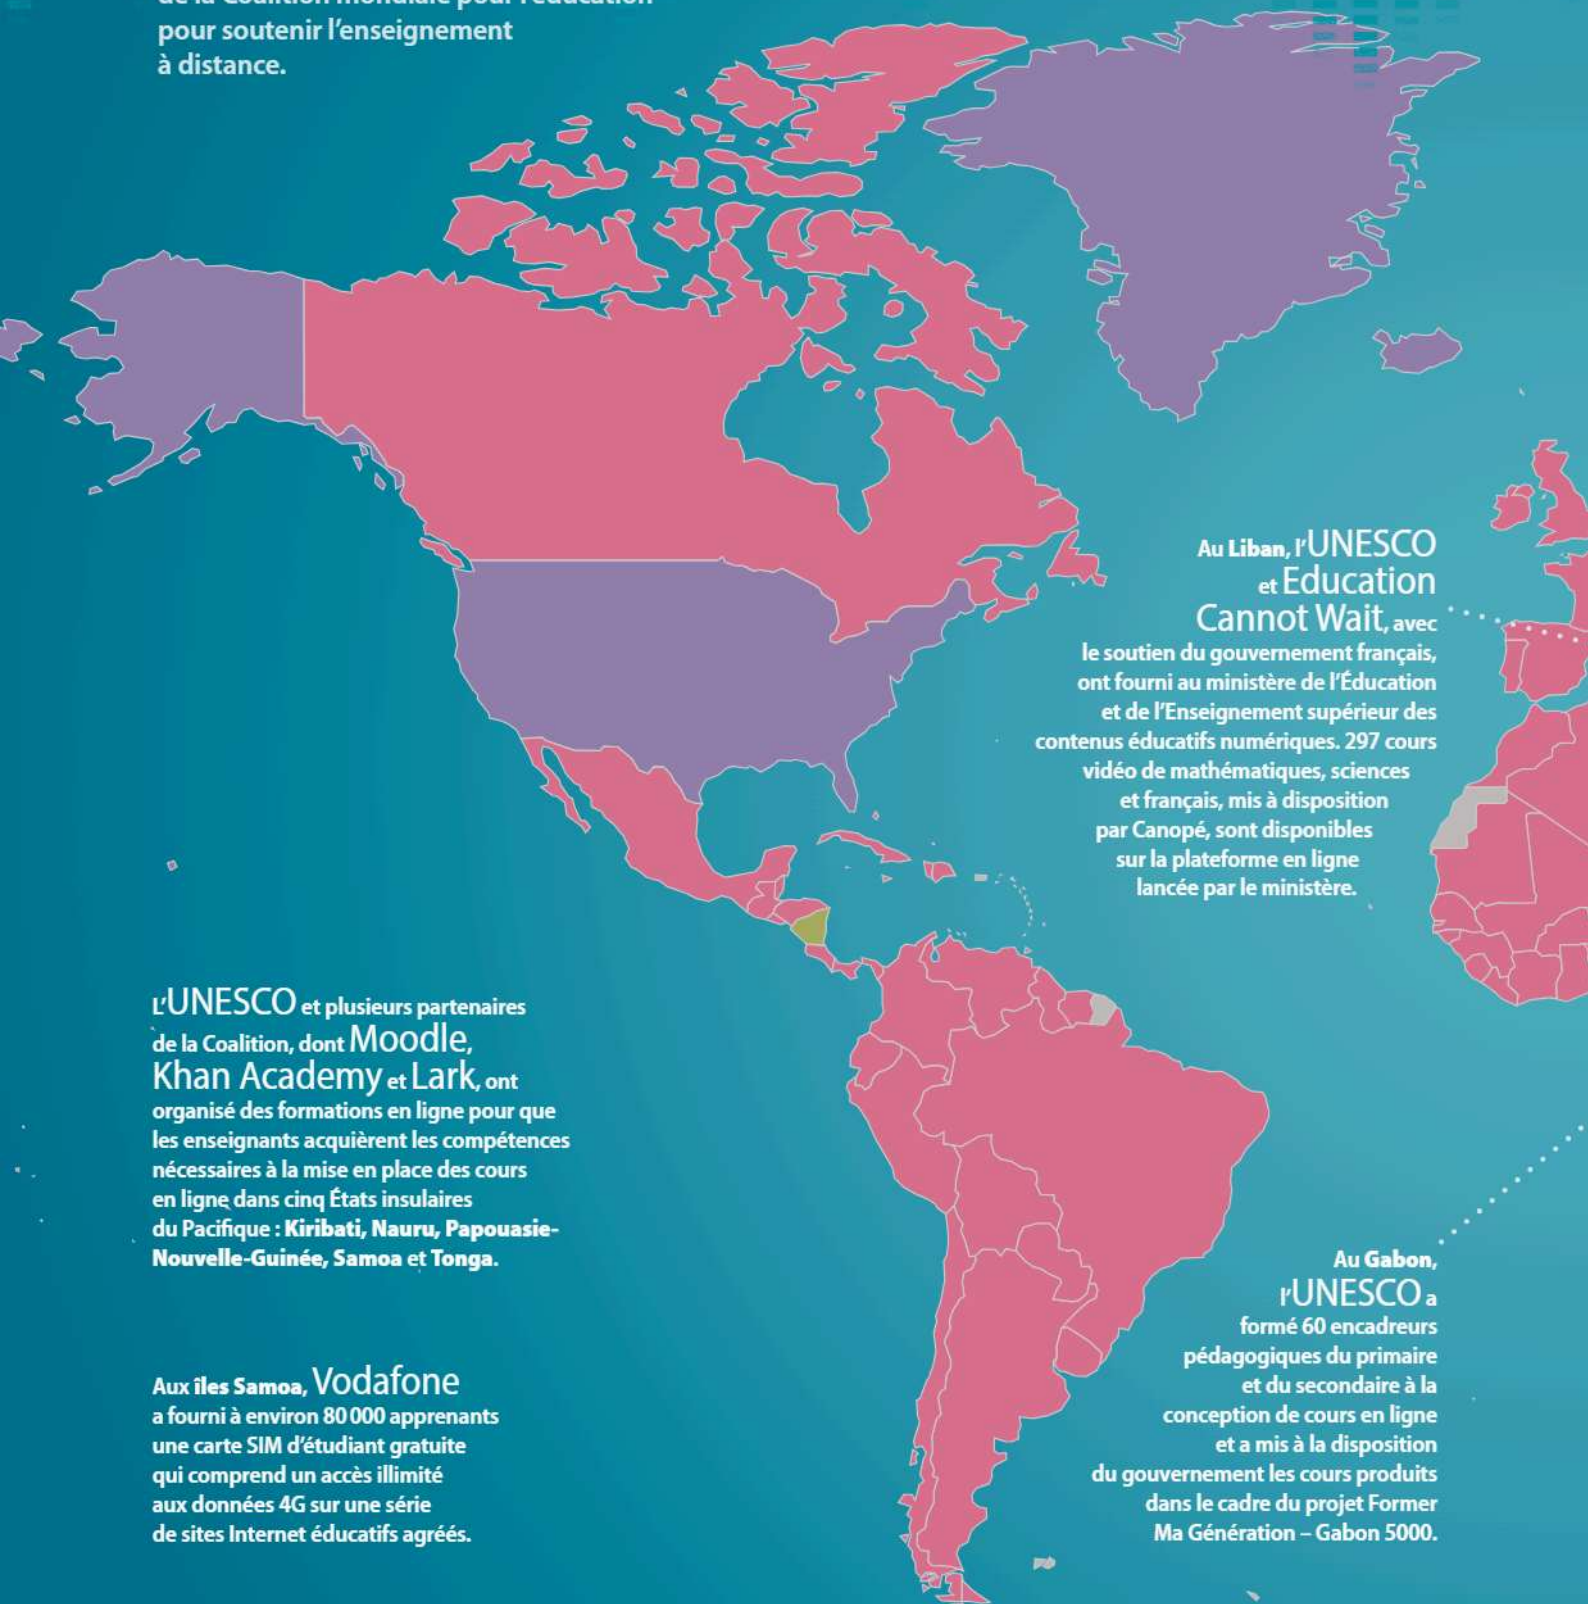 de la Coalition mondiale pour l'éducation
pour soutenir l'enseignement
à distance.
Au Liban, l'UNESCO
et Education
Cannot Wait, avec
le soutien du gouvernement français,
ont fourni au ministère de l'Éducation
et de l'Enseignement supérieur des
contenus éducatifs numériques. 297 cours
vidéo de mathématiques, sciences
et français, mis à disposition
par Canopé, sont disponibles
sur la plateforme en ligne
lancée par le ministère.
L'UNESCO et plusieurs partenaires
de la Coalition, dont Moodle,
Khan Academy et Lark, ont
organisé des formations en ligne pour que
les enseignants acquièrent les compétences
nécessaires à la mise en place des cours
en ligne dans cinq États insulaires
du Pacifique : Kiribati, Nauru, Papouasie-
Nouvelle-Guinée, Samoa et Tonga.
Aux îles Samoa, Vodafone
a fourni à environ 80 000 apprenants
une carte SIM d'étudiant gratuite
qui comprend un accès illimité
aux données 4G sur une série
de sites Internet éducatifs agréés.
Au Gabon,
l'UNESCO a
formé 60 encadreurs
pédagogiques du primaire
et du secondaire à la
conception de cours en ligne
et a mis à la disposition
du gouvernement les cours produits
dans le cadre du projet Former
Ma Génération – Gabon 5000.